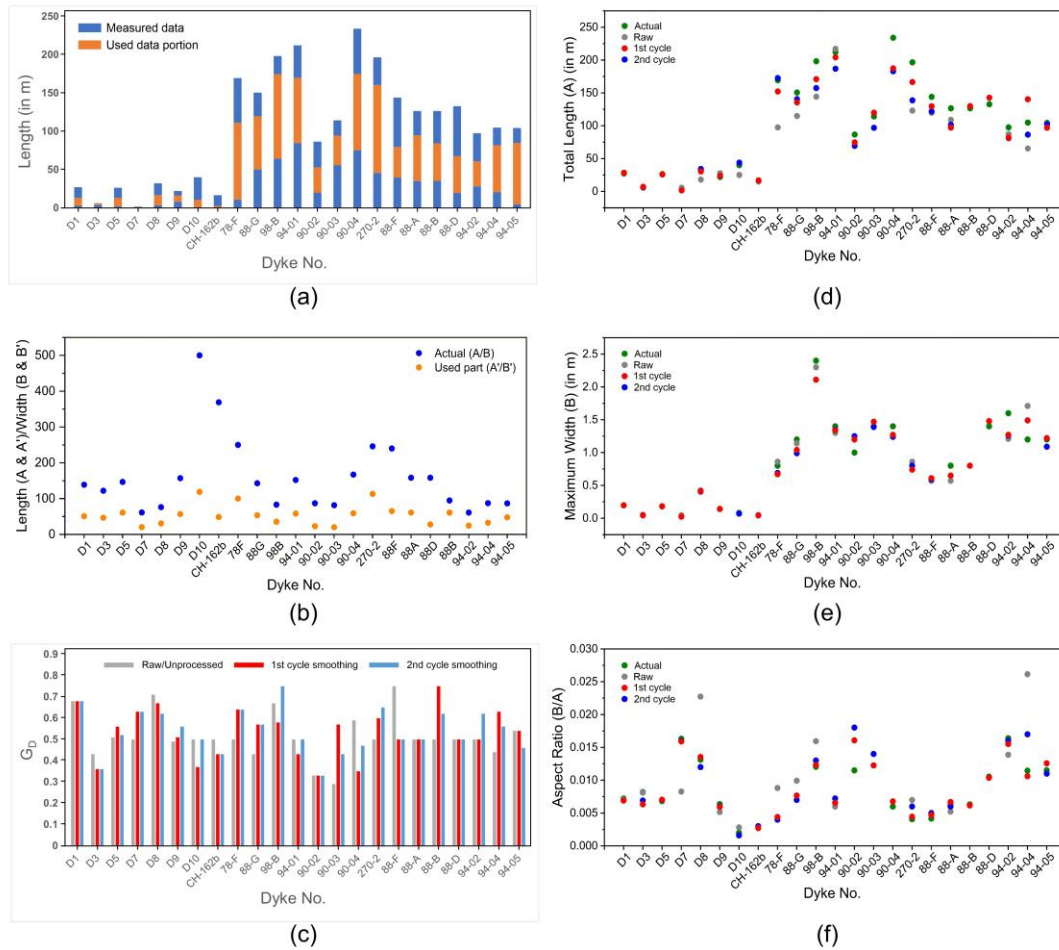 250
200
150
100
50
0
Length (in m)
Measured data
Used data portion
D1
D3
D5
D7
D8
D9
D10
CH-162b
78-F
88-G
98-B
94-01
90-02
90-03
90-04
270-2
88-F
88-A
88-B
88-D
94-02
94-04
94-05
Dyke No.
(a)
250
200
150
100
50
0
Total Length (A) (in m)
Actual
Raw
1st cycle
2nd cycle
D1
D3
D5
D7
D8
D9
D10
CH-162b
78-F
88-G
98-B
94-01
90-02
90-03
90-04
270-2
88-F
88-A
88-B
88-D
94-02
94-04
94-05
Dyke No.
(d)
500
400
300
200
100
0
Length (A & A')/Width (B & B')
Actual (A/B)
Used part (A'/B')
D1
D3
D5
D7
D8
D9
D10
CH-162b
78F
88G
98B
94-01
90-02
90-03
90-04
270-2
88F
88A
88D
88B
94-02
94-04
94-05
Dyke No.
(b)
2.5
2.0
1.5
1.0
0.5
0.0
Maximum Width (B) (in m)
Actual
Raw
1st cycle
2nd cycle
D1
D3
D5
D7
D8
D9
D10
CH-162b
78-F
88-G
98-B
94-01
90-02
90-03
90-04
270-2
88-F
88-A
88-B
88-D
94-02
94-04
94-05
Dyke No.
(e)
0.9
0.8
0.7
0.6
0.5
0.4
0.3
0.2
0.1
0
G_D
Raw/Unprocessed
1st cycle smoothing
2nd cycle smoothing
D1
D3
D5
D7
D8
D9
D10
CH-162b
78-F
88-G
98-B
94-01
90-02
90-03
90-04
270-2
88-F
88-A
88-B
88-D
94-02
94-04
94-05
Dyke No.
(c)
0.030
0.025
0.020
0.015
0.010
0.005
0.000
Aspect Ratio (B/A)
Actual
Raw
1st cycle
2nd cycle
D1
D3
D5
D7
D8
D9
D10
CH-162b
78-F
88-G
98-B
94-01
90-02
90-03
90-04
270-2
88-F
88-A
88-B
88-D
94-02
94-04
94-05
Dyke No.
(f)